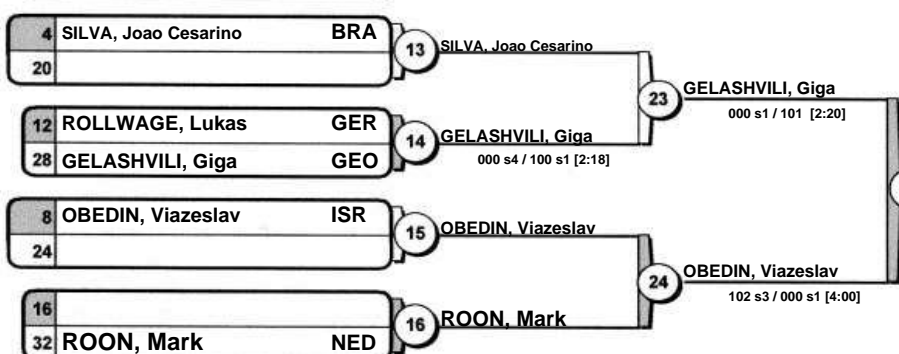 4 SILVA, Joao Cesarino BRA
20
13 SILVA, Joao Cesarino
12 ROLLWAGE, Lukas GER
28 GELASHVILI, Giga GEO
14 GELASHVILI, Giga
000 s4 / 100 s1 [2:18]
23 GELASHVILI, Giga
000 s1 / 101 [2:20]
8 OBEDIN, Viazeslav ISR
24
15 OBEDIN, Viazeslav
16
32 ROON, Mark NED
16 ROON, Mark
24 OBEDIN, Viazeslav
102 s3 / 000 s1 [4:00]